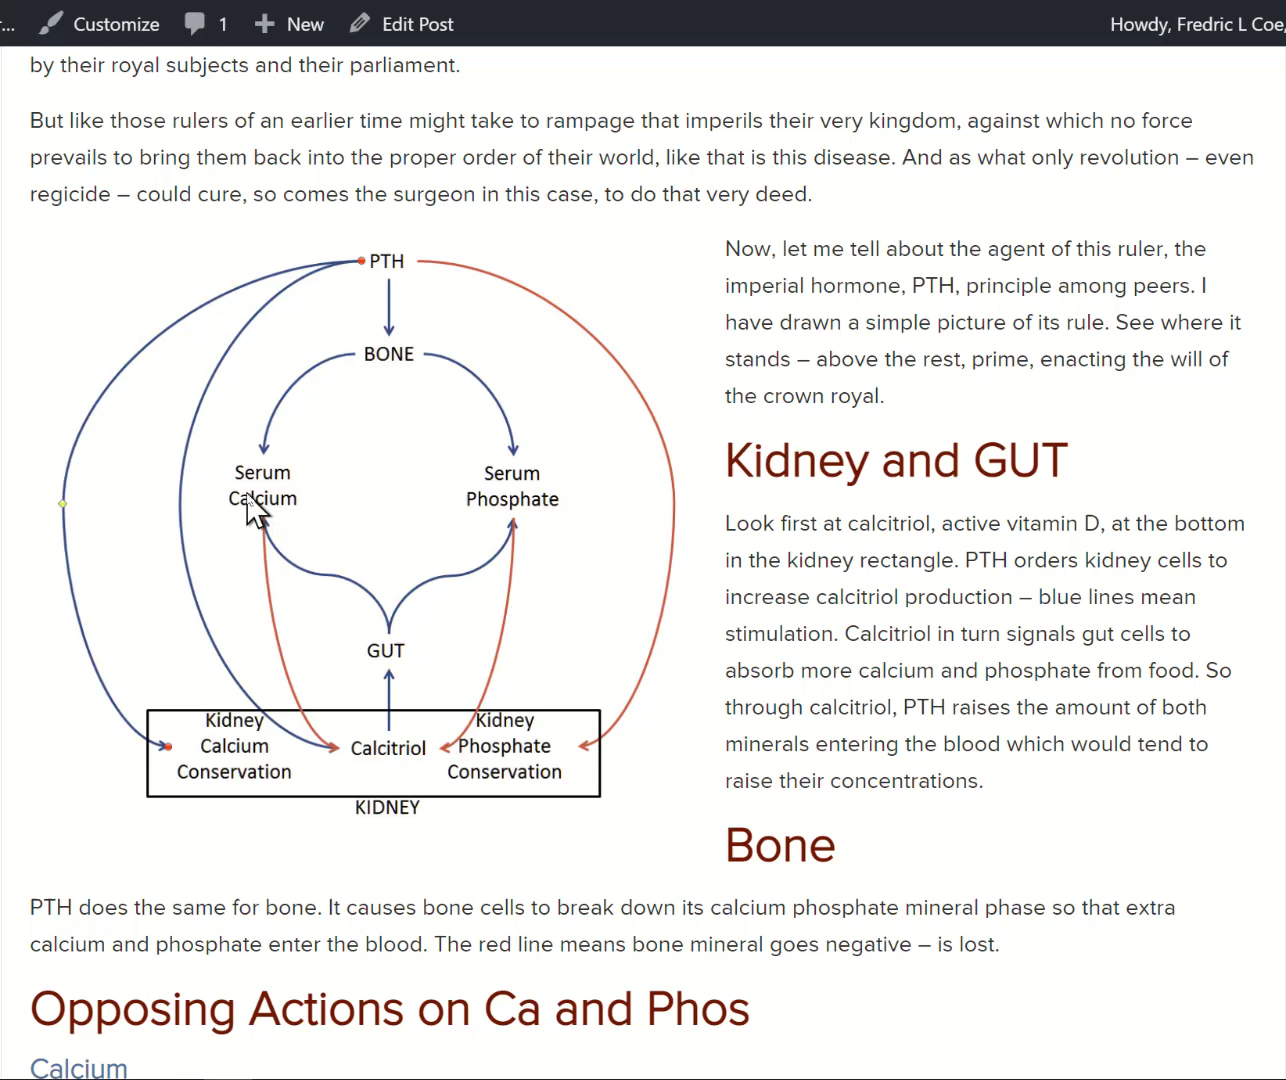 ... Customize 1 New Edit Post Howdy, Fredric L Coe,
by their royal subjects and their parliament.
But like those rulers of an earlier time might take to rampage that imperils their very kingdom, against which no force
prevails to bring them back into the proper order of their world, like that is this disease. And as what only revolution – even
regicide – could cure, so comes the surgeon in this case, to do that very deed.
PTH
BONE
Serum
Calcium
Serum
Phosphate
GUT
Kidney
Calcium
Conservation
Calcitriol
Kidney
Phosphate
Conservation
KIDNEY
Now, let me tell about the agent of this ruler, the
imperial hormone, PTH, principle among peers. I
have drawn a simple picture of its rule. See where it
stands – above the rest, prime, enacting the will of
the crown royal.
Kidney and GUT
Look first at calcitriol, active vitamin D, at the bottom
in the kidney rectangle. PTH orders kidney cells to
increase calcitriol production – blue lines mean
stimulation. Calcitriol in turn signals gut cells to
absorb more calcium and phosphate from food. So
through calcitriol, PTH raises the amount of both
minerals entering the blood which would tend to
raise their concentrations.
Bone
PTH does the same for bone. It causes bone cells to break down its calcium phosphate mineral phase so that extra
calcium and phosphate enter the blood. The red line means bone mineral goes negative – is lost.
Opposing Actions on Ca and Phos
Calcium